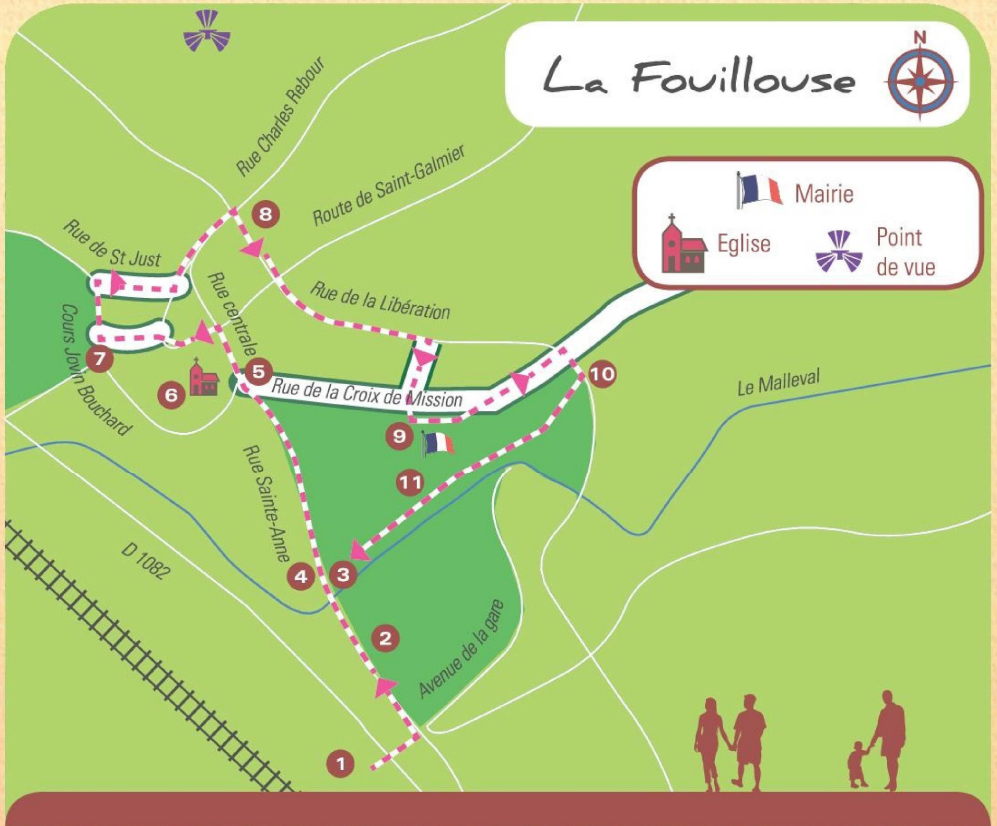 N
La Fouillouse
Mairie
Eglise
Point
de vue
Rue Charles Rebour
Route de Saint-Galmier
8
Rue de St Just
Rue centrale
Rue de la Libération
Cours Jovin Bouchard
7
6
5
Rue de la Croix de Mission
10
Le Malleval
9
11
Rue Sainte-Anne
D 1082
4
3
2
Avenue de la gare
1